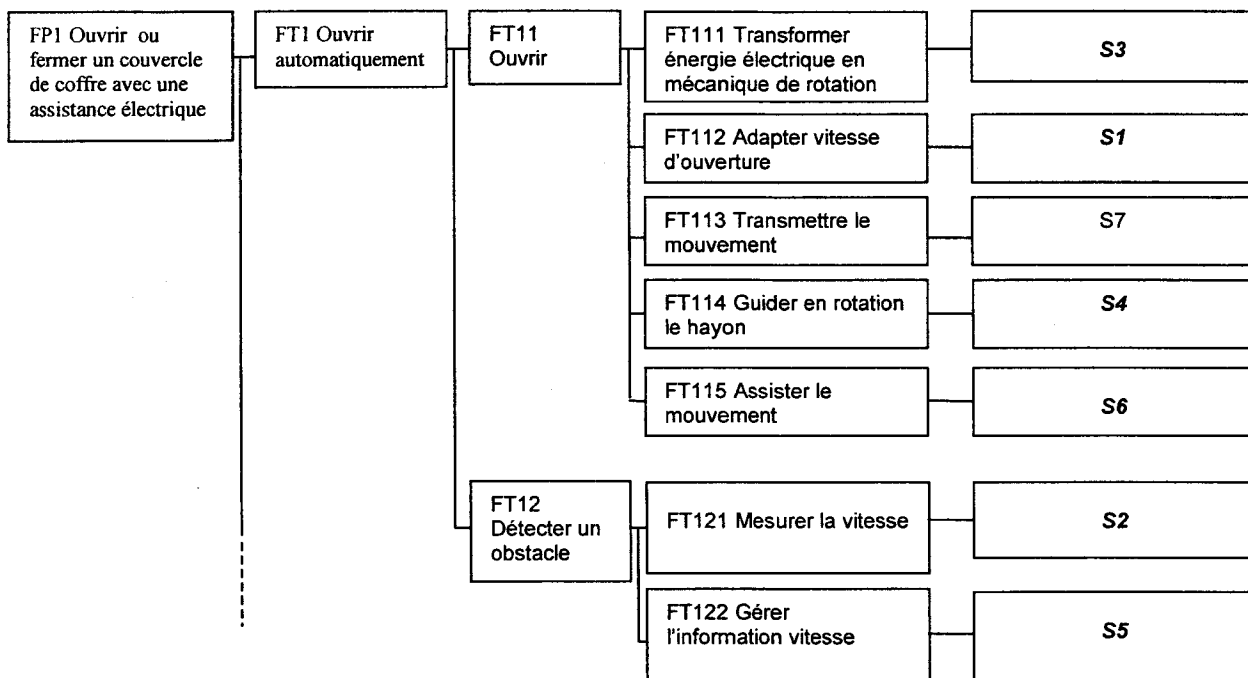 FP1 Ouvrir ou
fermer un couvercle
de coffre avec une
assistance électrique
FT1 Ouvrir
automatiquement
FT11
Ouvrir
FT111 Transformer
énergie électrique en
mécanique de rotation
S3
FT112 Adapter vitesse
d'ouverture
S1
FT113 Transmettre le
mouvement
S7
FT114 Guider en rotation
le hayon
S4
FT115 Assister le
mouvement
S6
FT12
Détecter un
obstacle
FT121 Mesurer la vitesse
S2
FT122 Gérer
l'information vitesse
S5